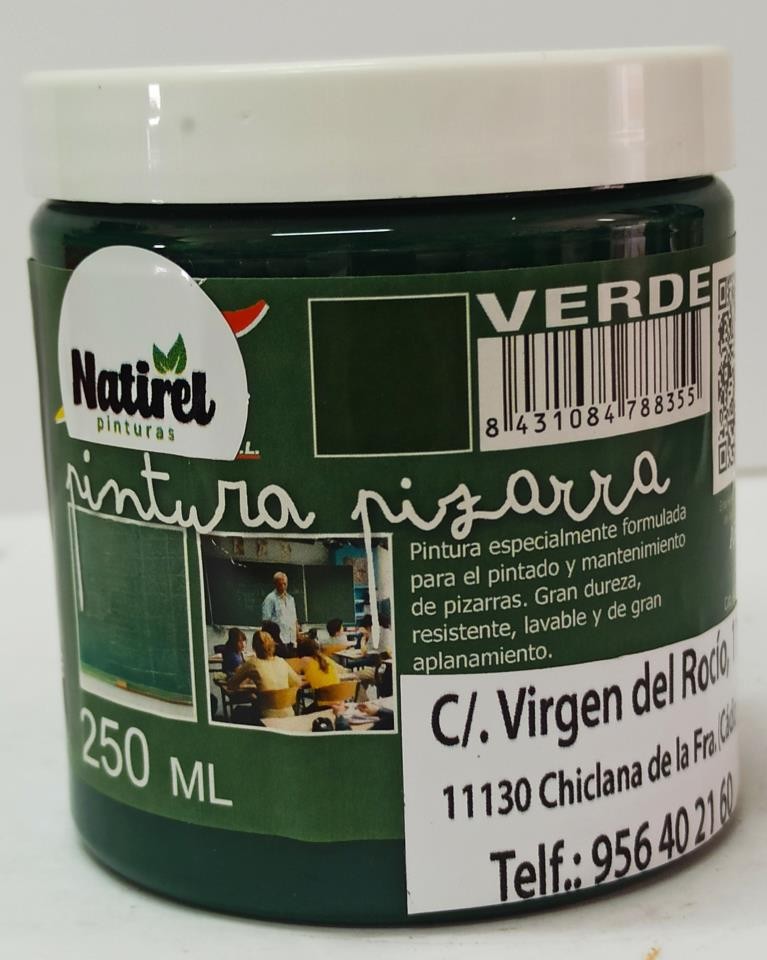 Natirel
pinturas
VERDE
8 431084 788355
pintura pizarra
Pintura especialmente formulada
para el pintado y mantenimiento
de pizarras. Gran dureza,
resistente, lavable y de gran
aplanamiento.
250 ML
C/. Virgen del Rocío,
11130 Chiclana de la Fra.
Telf.: 956 40 21 60